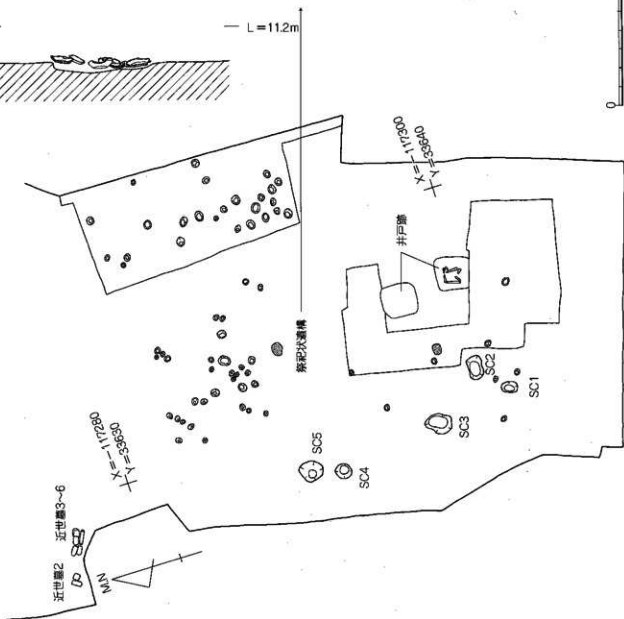 L=11.2m
X=-117300
Y=33640
井戸跡
祭祀状遺構
SC2
SC1
SC3
SC5
SC4
X=-117280
Y=33630
近世墓3~6
近世墓2
M.N
0